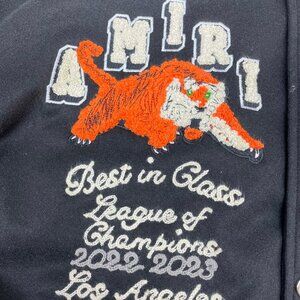 AMIRI
Best in Class
League of
Champions
2022-2023
Los Angeles